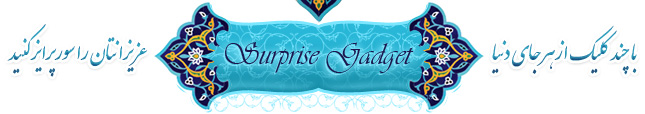 با چند کلیک از هر جای دنیا
Surprise Gadget
عزیزانتان را سورپرایز کنید